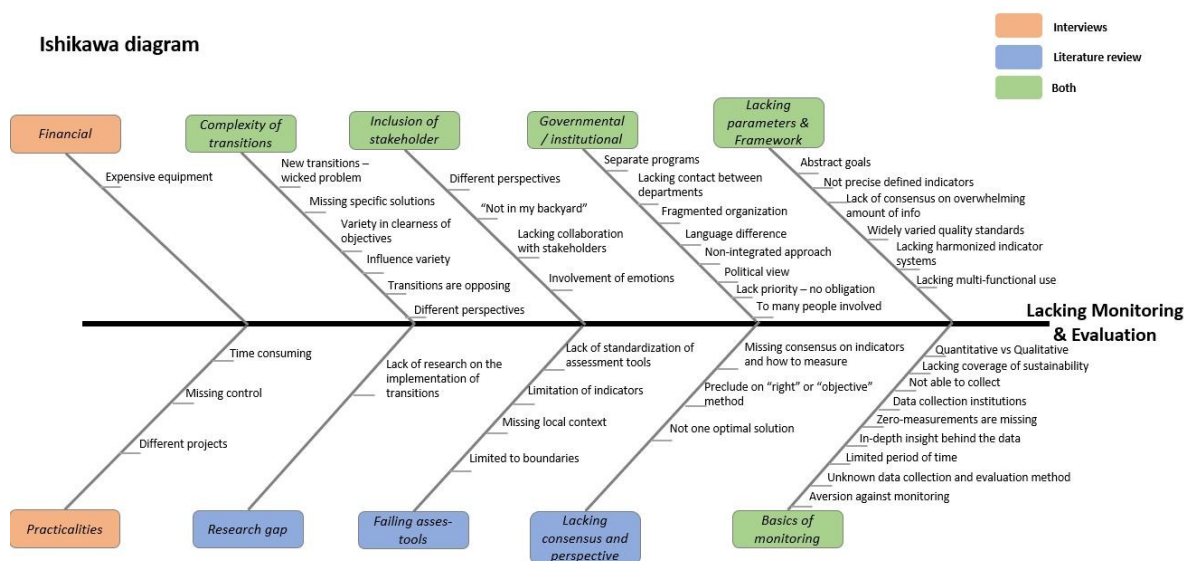 Ishikawa diagram
Interviews
Literature review
Both
Financial
Complexity of
transitions
Inclusion of
stakeholder
Governmental
/ institutional
Lacking
parameters &
Framework
Expensive equipment
New transitions –
wicked problem
Missing specific solutions
Variety in clearness of
objectives
Influence variety
Transitions are opposing
Different perspectives
Different perspectives
“Not in my backyard”
Lacking collaboration
with stakeholders
Involvement of emotions
Separate programs
Lacking contact between
departments
Fragmented organization
Language difference
Non-integrated approach
Political view
Lack priority – no obligation
To many people involved
Abstract goals
Not precise defined indicators
Lack of consensus on overwhelming
amount of info
Widely varied quality standards
Lacking harmonized indicator
systems
Lacking multi-functional use
Lacking Monitoring
& Evaluation
Time consuming
Missing control
Different projects
Lack of research on the
implementation of
transitions
Lack of standardization of
assessment tools
Limitation of indicators
Missing local context
Limited to boundaries
Missing consensus on indicators
and how to measure
Preclude on “right” or “objective”
method
Not one optimal solution
Quantitative vs Qualitative
Lacking coverage of sustainability
Not able to collect
Data collection institutions
Zero-measurements are missing
In-depth insight behind the data
Limited period of time
Unknown data collection and evaluation method
Aversion against monitoring
Practicalities
Research gap
Failing asses-
tools
Lacking
consensus and
perspective
Basics of
monitoring